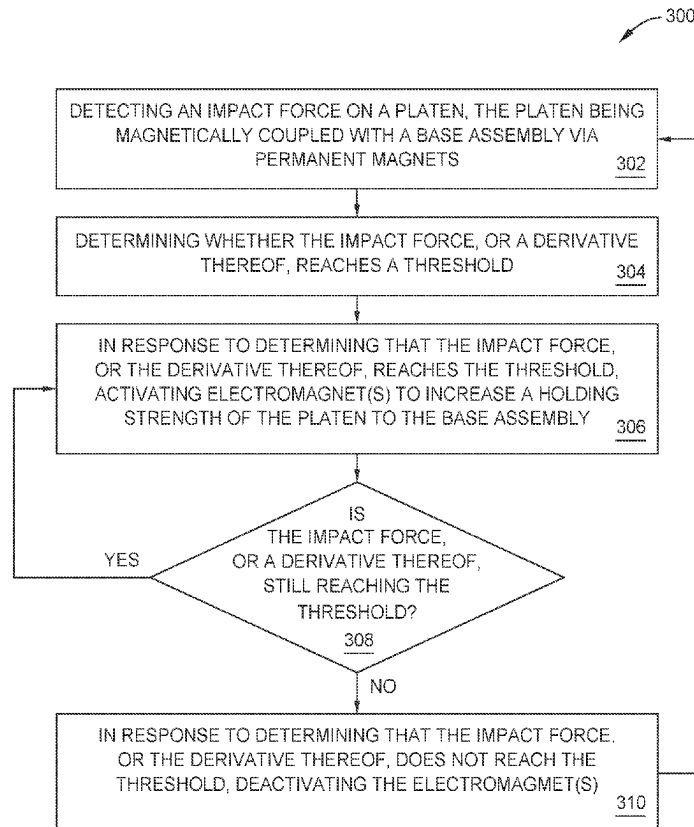 300
DETECTING AN IMPACT FORCE ON A PLATEN, THE PLATEN BEING
MAGNETICALLY COUPLED WITH A BASE ASSEMBLY VIA
PERMANENT MAGNETS
302
DETERMINING WHETHER THE IMPACT FORCE, OR A DERIVATIVE
THEREOF, REACHES A THRESHOLD
304
IN RESPONSE TO DETERMINING THAT THE IMPACT FORCE,
OR THE DERIVATIVE THEREOF, REACHES THE THRESHOLD,
ACTIVATING ELECTROMAGNET(S) TO INCREASE A HOLDING
STRENGTH OF THE PLATEN TO THE BASE ASSEMBLY
306
IS
THE IMPACT FORCE,
OR A DERIVATIVE THEREOF,
STILL REACHING THE
THRESHOLD?
308
YES
NO
IN RESPONSE TO DETERMINING THAT THE IMPACT FORCE,
OR THE DERIVATIVE THEREOF, DOES NOT REACH THE
THRESHOLD, DEACTIVATING THE ELECTROMAGMET(S)
310